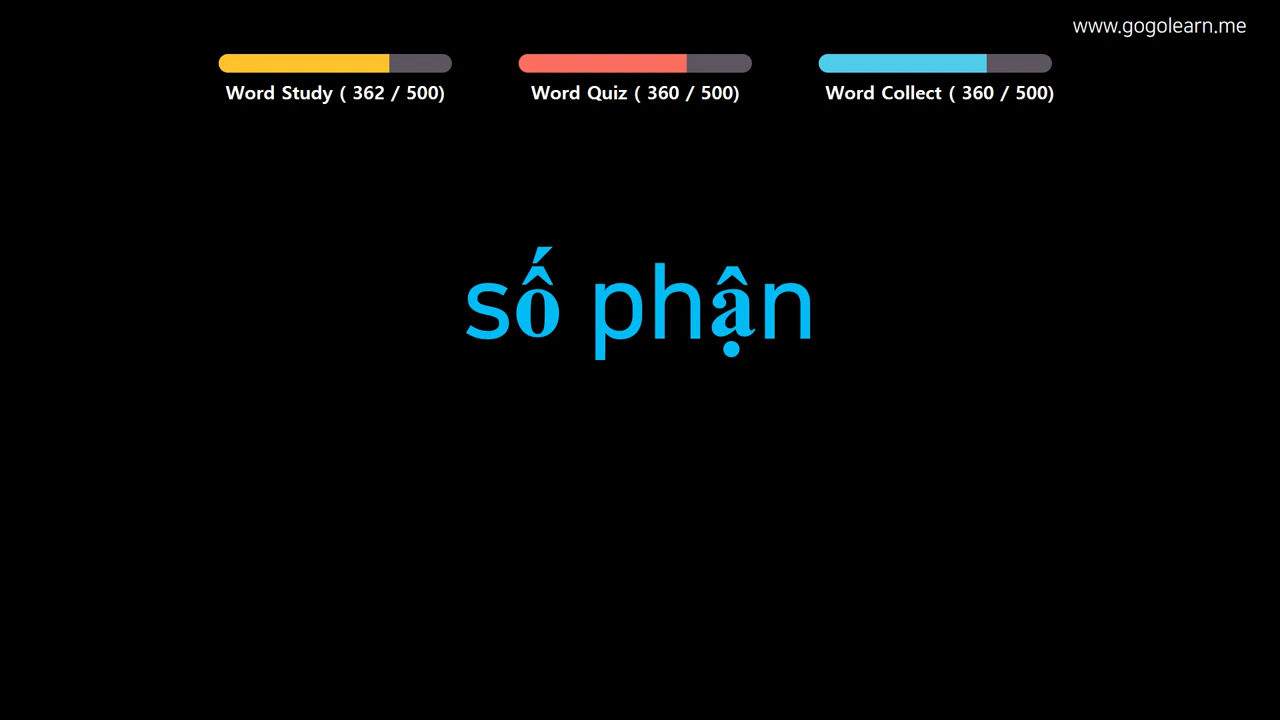 www.gogolearn.me
Word Study ( 362 / 500)
Word Quiz ( 360 / 500)
Word Collect ( 360 / 500)
số phận